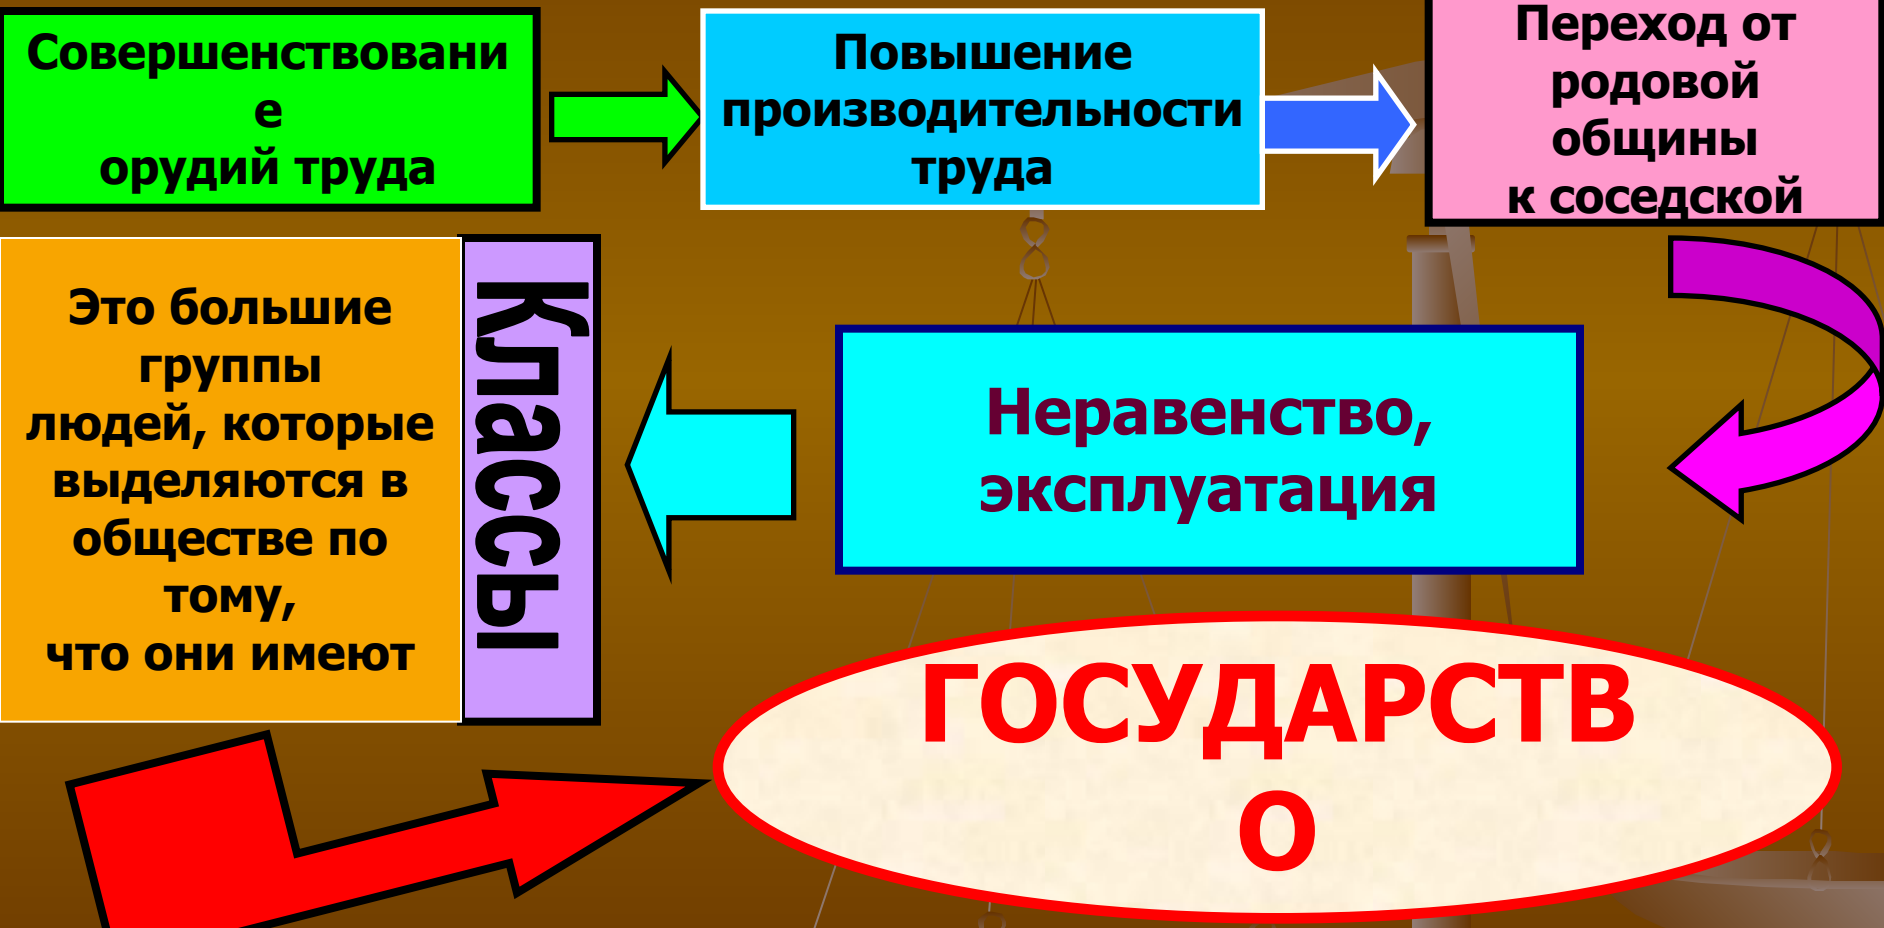 Совершенствовани
е
орудий труда
Повышение
производительности
труда
Переход от
родовой
общины
к соседской
Неравенство,
эксплуатация
Классы
Это большие
группы
людей, которые
выделяются в
обществе по
тому,
что они имеют
ГОСУДАРСТВ
О